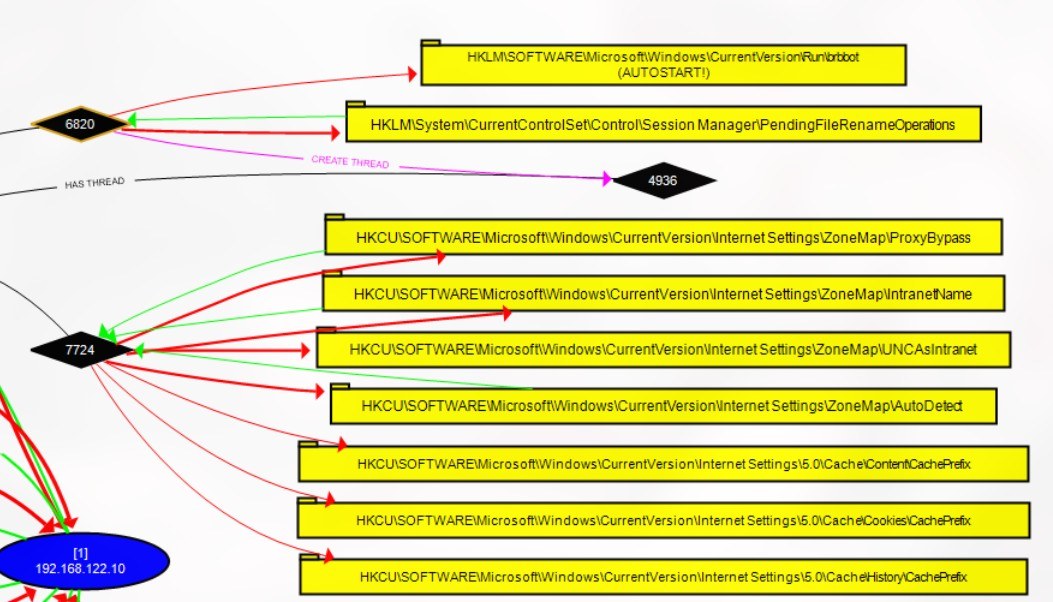 HKLM\SOFTWARE\Microsoft\Windows\CurrentVersion\Run\brbbot
(AUTOSTART!)
6820
HKLM\System\CurrentControlSet\Control\Session Manager\PendingFileRenameOperations
CREATE THREAD
HAS THREAD
4936
HKCU\SOFTWARE\Microsoft\Windows\CurrentVersion\Internet Settings\ZoneMap\ProxyBypass
HKCU\SOFTWARE\Microsoft\Windows\CurrentVersion\Internet Settings\ZoneMap\IntranetName
7724
HKCU\SOFTWARE\Microsoft\Windows\CurrentVersion\Internet Settings\ZoneMap\UNCAsIntranet
HKCU\SOFTWARE\Microsoft\Windows\CurrentVersion\Internet Settings\ZoneMap\AutoDetect
HKCU\SOFTWARE\Microsoft\Windows\CurrentVersion\Internet Settings\5.0\Cache\Content\CachePrefix
HKCU\SOFTWARE\Microsoft\Windows\CurrentVersion\Internet Settings\5.0\Cache\Cookies\CachePrefix
[1]
192.168.122.10
HKCU\SOFTWARE\Microsoft\Windows\CurrentVersion\Internet Settings\5.0\Cache\History\CachePrefix